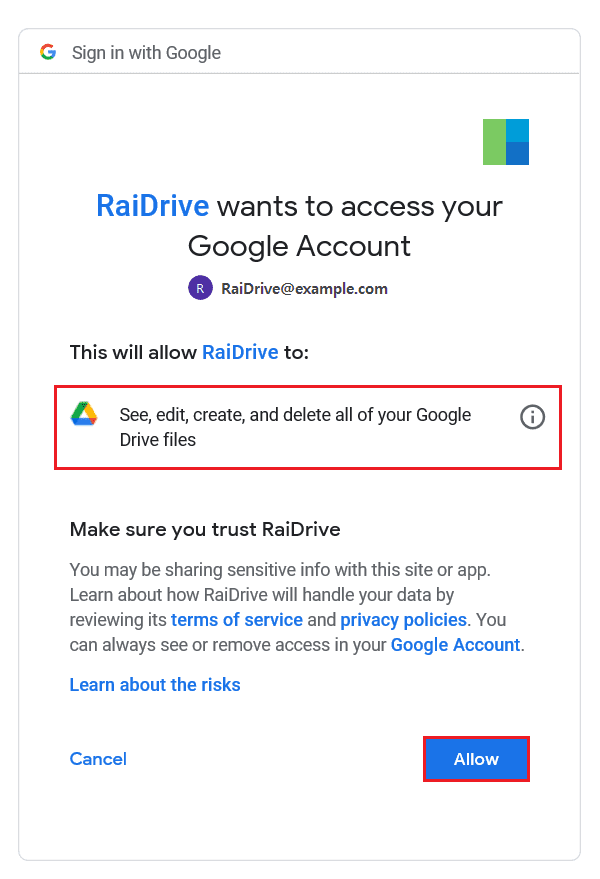 Sign in with Google
RaiDrive wants to access your
Google Account
R RaiDrive@example.com
This will allow RaiDrive to:
See, edit, create, and delete all of your Google
Drive files
Make sure you trust RaiDrive
You may be sharing sensitive info with this site or app.
Learn about how RaiDrive will handle your data by
reviewing its terms of service and privacy policies. You
can always see or remove access in your Google Account.
Learn about the risks
Cancel
Allow